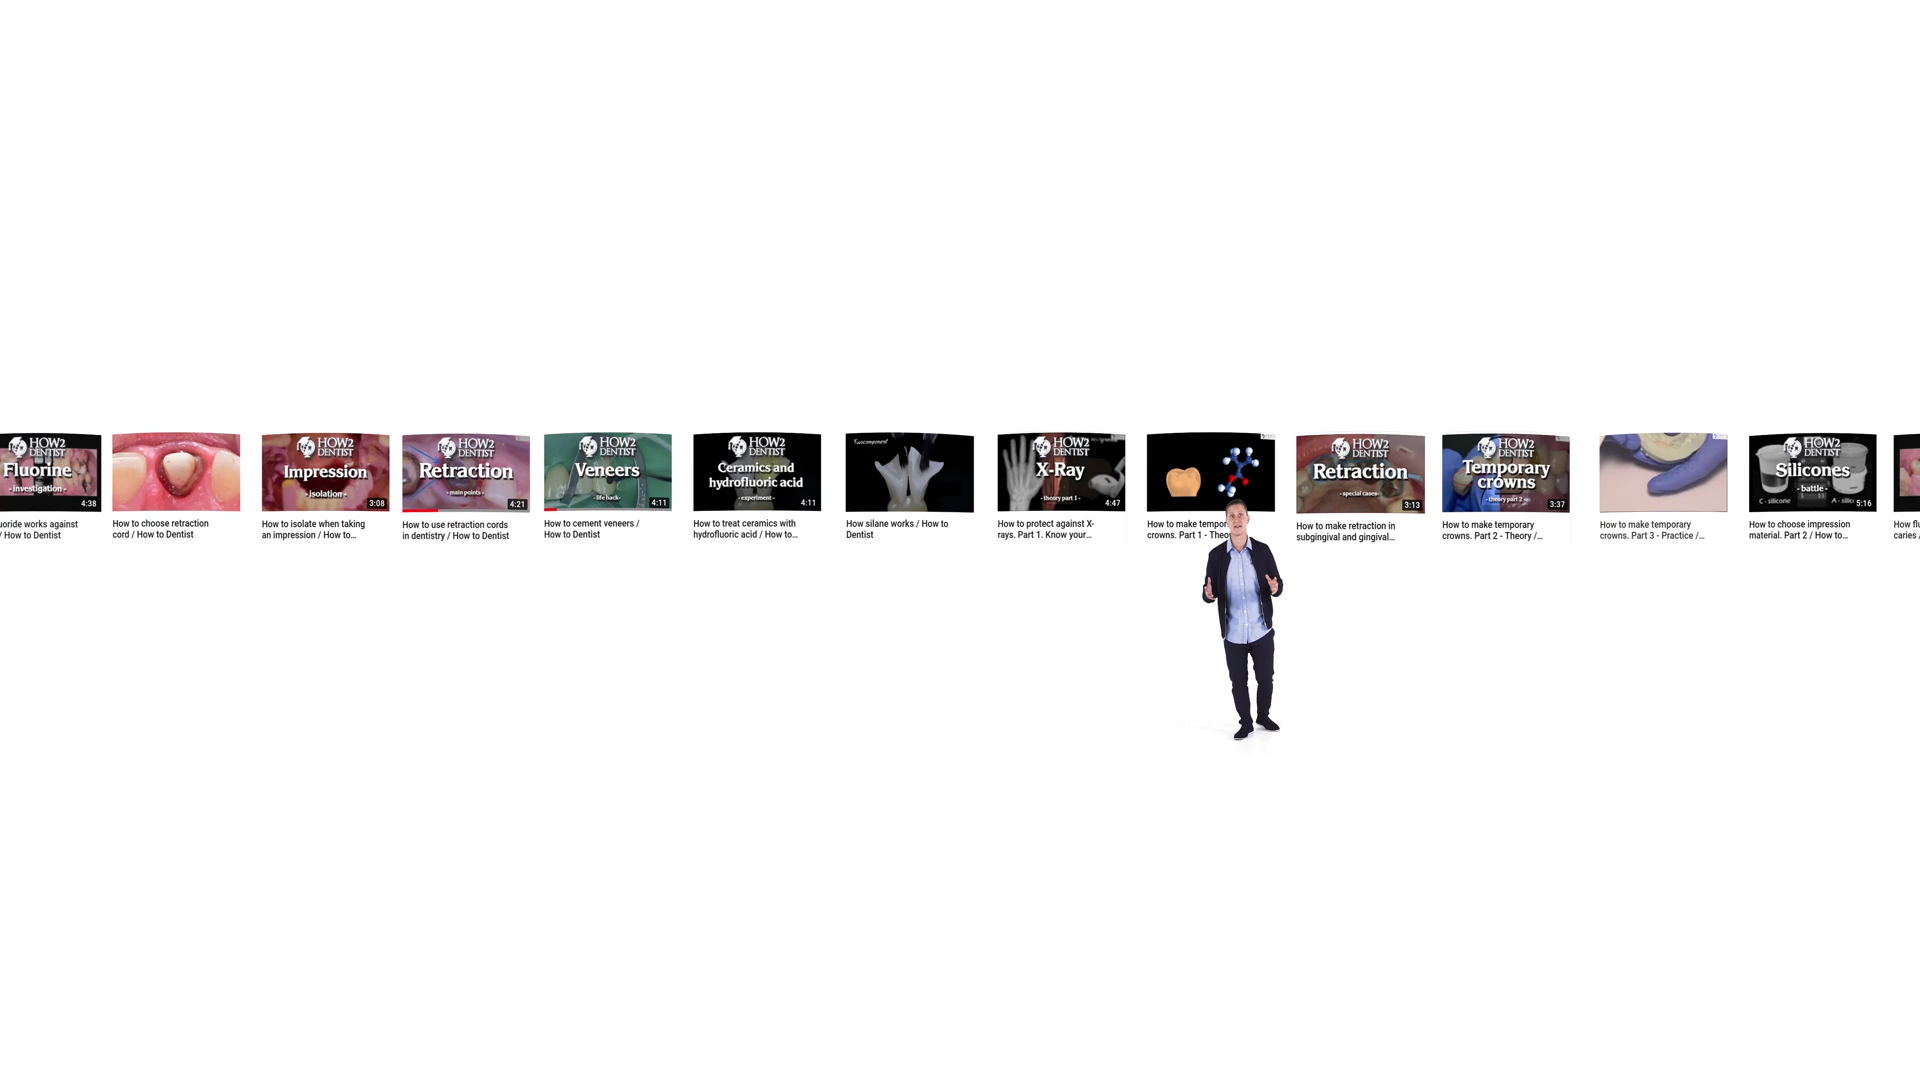 HOW2
DENTIST
Fluorine
- investigation -
4:38
uoride works against
/ How to Dentist
How to choose retraction
cord / How to Dentist
HOW2
DENTIST
Impression
- isolation -
3:08
How to isolate when taking
an impression / How to...
HOW2
DENTIST
Retraction
- main points -
4:21
How to use retraction cords
in dentistry / How to Dentist
HOW2
DENTIST
Veneers
- life hack -
4:11
How to cement veneers /
How to Dentist
HOW2
DENTIST
Ceramics and
hydrofluoric acid
- experiment -
4:11
How to treat ceramics with
hydrofluoric acid / How to...
How silane works / How to
Dentist
HOW2
DENTIST
X-Ray
- theory part 1 -
4:47
How to protect against X-
rays. Part 1. Know your...
How to make tempo
crowns. Part 1 - Theo
HOW2
DENTIST
Retraction
- special cases -
3:13
How to make retraction in
subgingival and gingival...
HOW2
DENTIST
Temporary
crowns
- theory part 2 -
3:37
How to make temporary
crowns. Part 2 - Theory /...
How to make temporary
crowns. Part 3 - Practice /...
HOW2
DENTIST
Silicones
- battle -
C - silicone
A - silic
5:16
How to choose impression
material. Part 2 / How to...
How flu
caries /